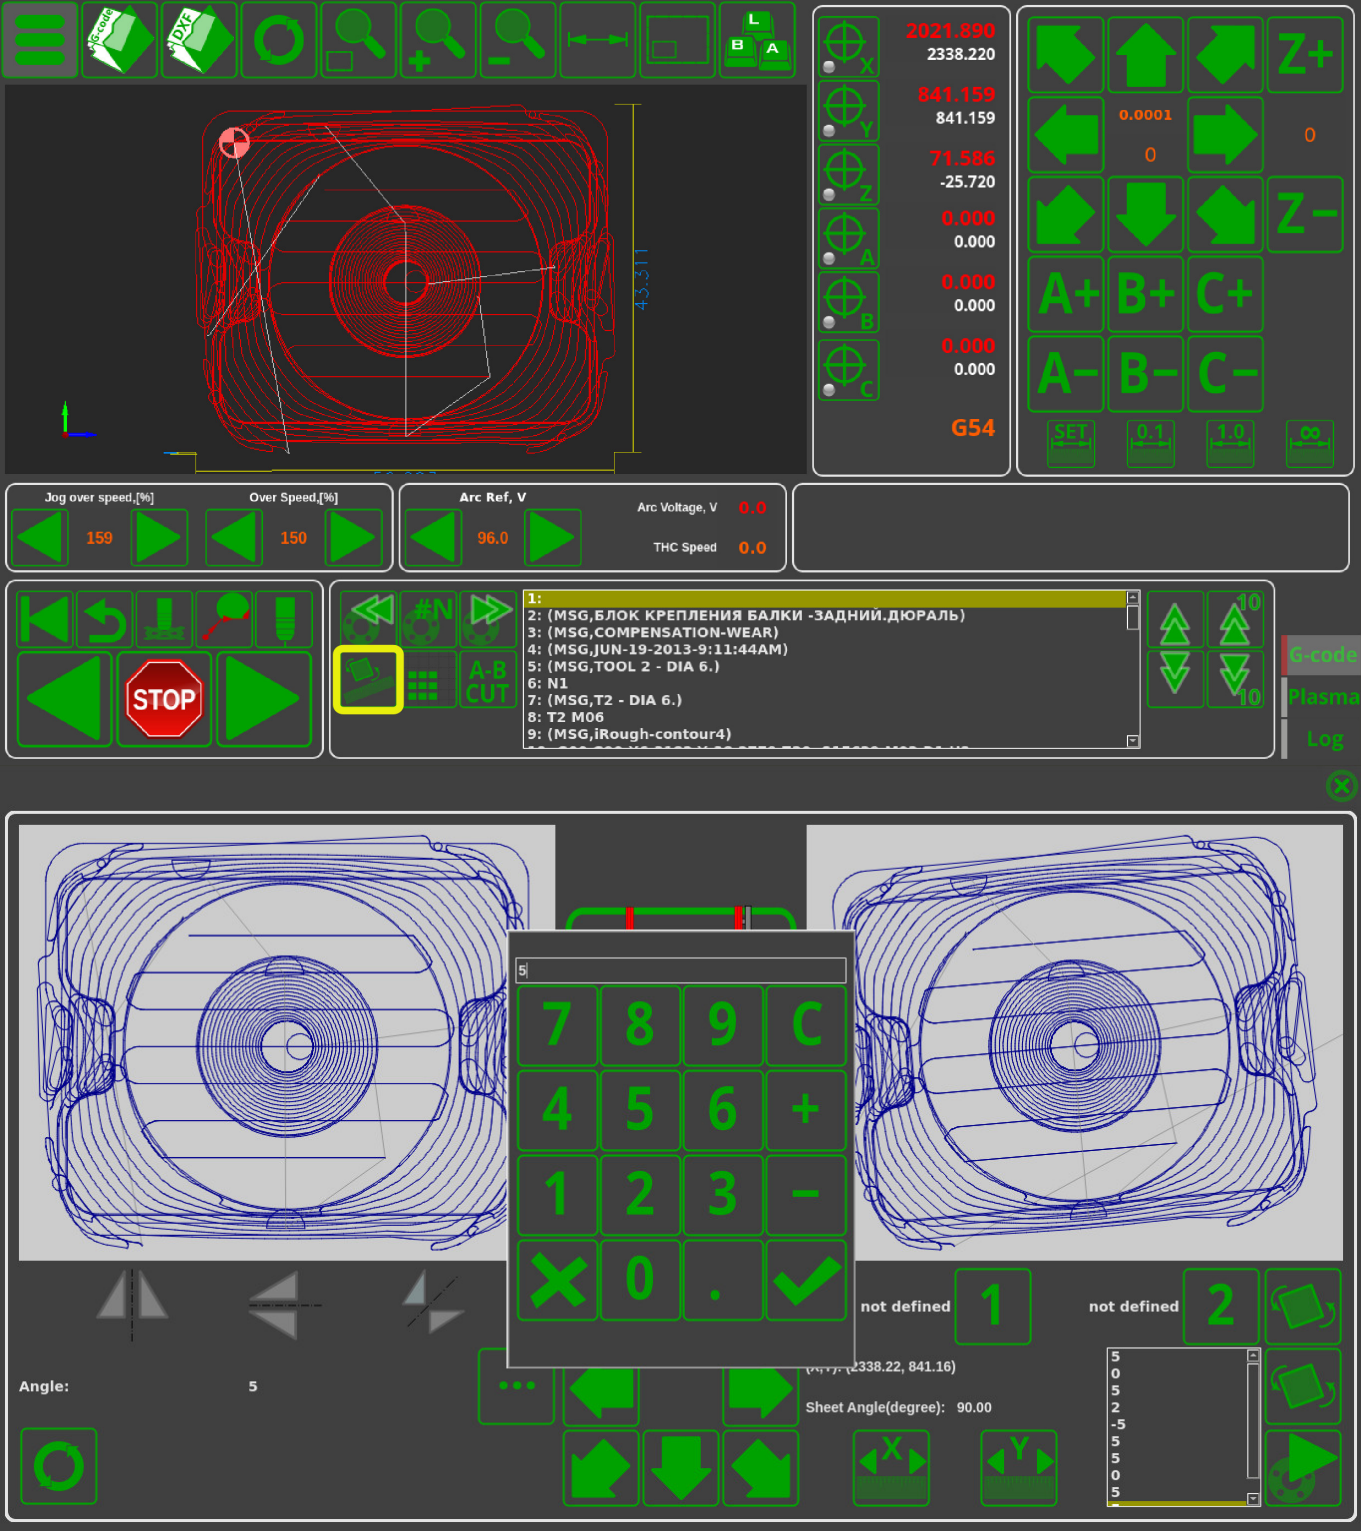 G-code
DXF
L
B
A
43.311
X
2021.890
2338.220
Y
841.159
841.159
Z
71.586
-25.720
A
0.000
0.000
B
0.000
0.000
C
0.000
0.000
G54
Z+
0.0001
0
0
Z-
A+ B+ C+
A- B- C-
SET 0.1 1.0 ∞
Jog over speed,[%]
159
Over Speed,[%]
150
Arc Ref, V
96.0
Arc Voltage, V 0.0
THC Speed 0.0
STOP
#N
A-B
CUT
1:
2: (MSG,БЛОК КРЕПЛЕНИЯ БАЛКИ -ЗАДНИЙ.ДЮРАЛЬ)
3: (MSG,COMPENSATION-WEAR)
4: (MSG,JUN-19-2013-9:11:44AM)
5: (MSG,TOOL 2 - DIA 6.)
6: N1
7: (MSG,T2 - DIA 6.)
8: T2 M06
9: (MSG,iRough-contour4)
10
10
G-code
Plasma
Log
5
7 8 9 C
4 5 6 +
1 2 3 -
0 .
not defined 1
not defined 2
Angle: 5
...
(X,Y): (2338.22, 841.16)
Sheet Angle(degree): 90.00
X
Y
5
0
5
2
-5
5
5
0
5